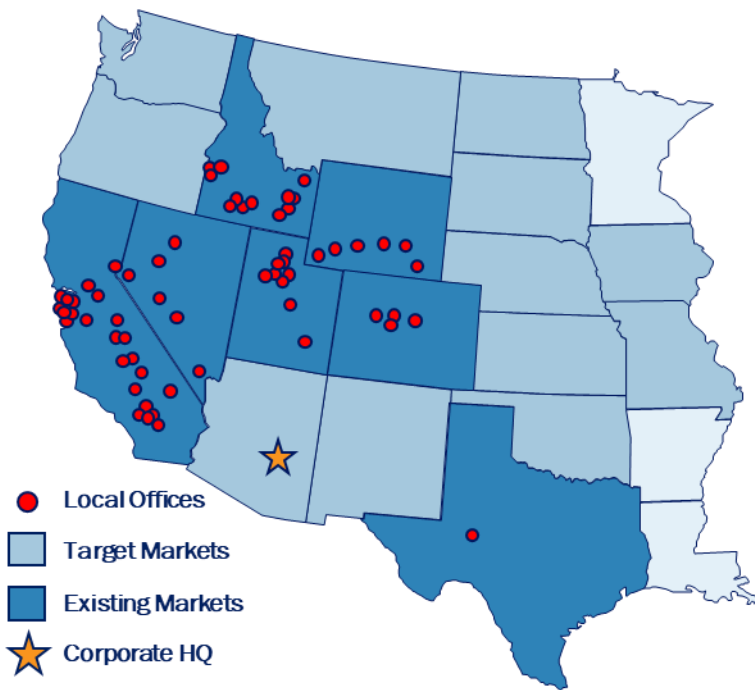 Local Offices
Target Markets
Existing Markets
Corporate HQ